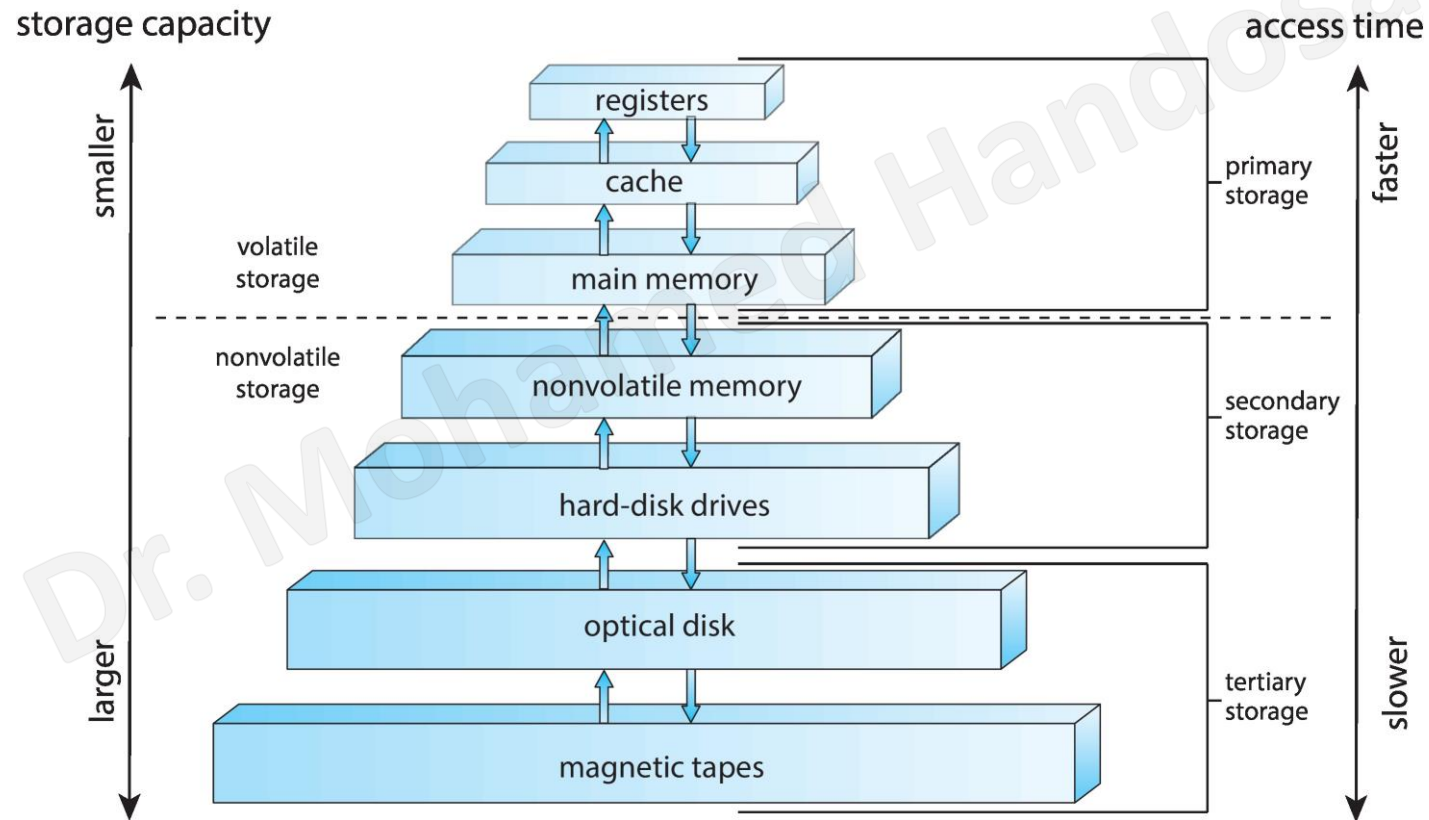 storage capacity
access time
smaller
larger
registers
cache
main memory
volatile
storage
nonvolatile
storage
nonvolatile memory
hard-disk drives
optical disk
magnetic tapes
primary
storage
secondary
storage
tertiary
storage
faster
slower
Dr. Mohamed Handosa